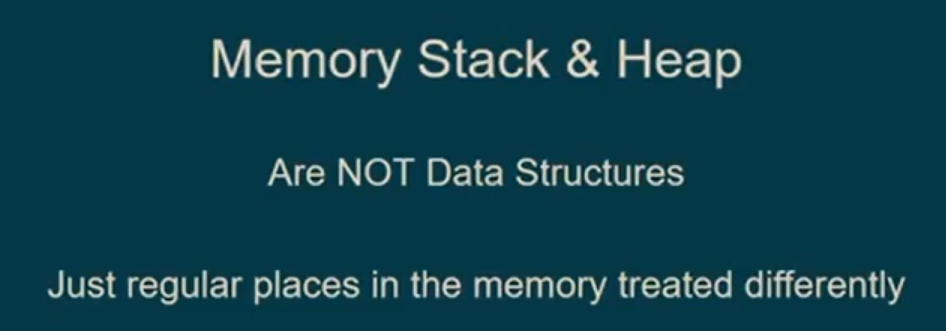 Memory Stack & Heap
Are NOT Data Structures
Just regular places in the memory treated differently